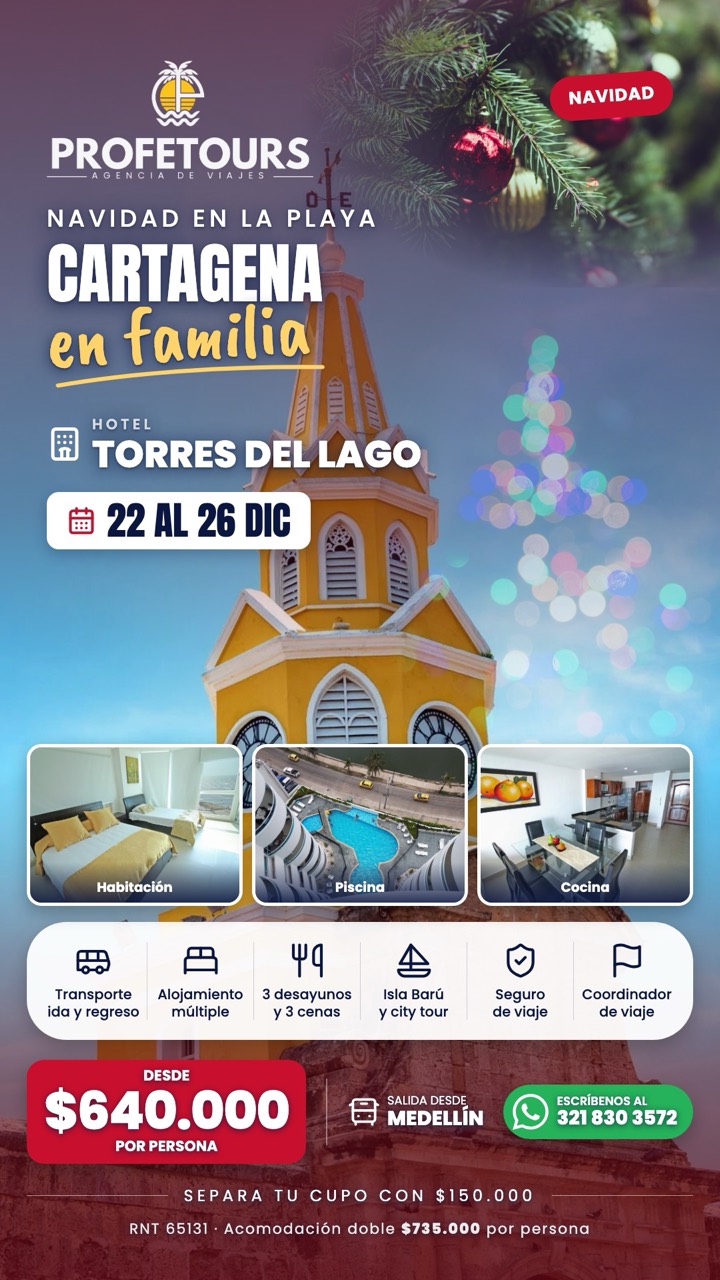 NAVIDAD
PROFETOURS
AGENCIA DE VIAJES
O E
NAVIDAD EN LA PLAYA
CARTAGENA
en familia
HOTEL
TORRES DEL LAGO
22 AL 26 DIC
Habitación
Piscina
Cocina
Transporte
ida y regreso
Alojamiento
múltiple
3 desayunos
y 3 cenas
Isla Barú
y city tour
Seguro
de viaje
Coordinador
de viaje
DESDE
$640.000
POR PERSONA
SALIDA DESDE
MEDELLÍN
ESCRÍBENOS AL
321 830 3572
SEPARA TU CUPO CON $150.000
RNT 65131 · Acomodación doble $735.000 por persona